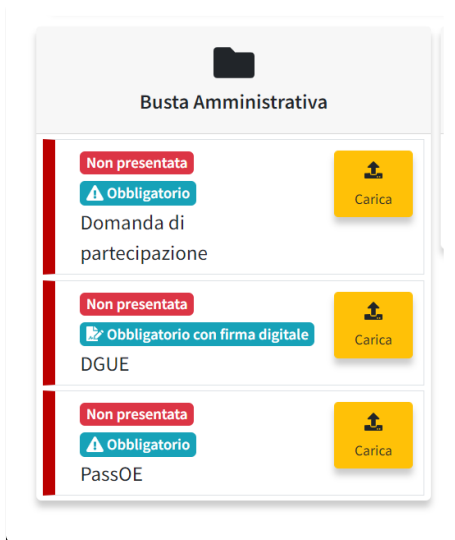 Busta Amministrativa
Non presentata
Obbligatorio
Carica
Domanda di
partecipazione
Non presentata
Obbligatorio con firma digitale
Carica
DGUE
Non presentata
Obbligatorio
Carica
PassOE